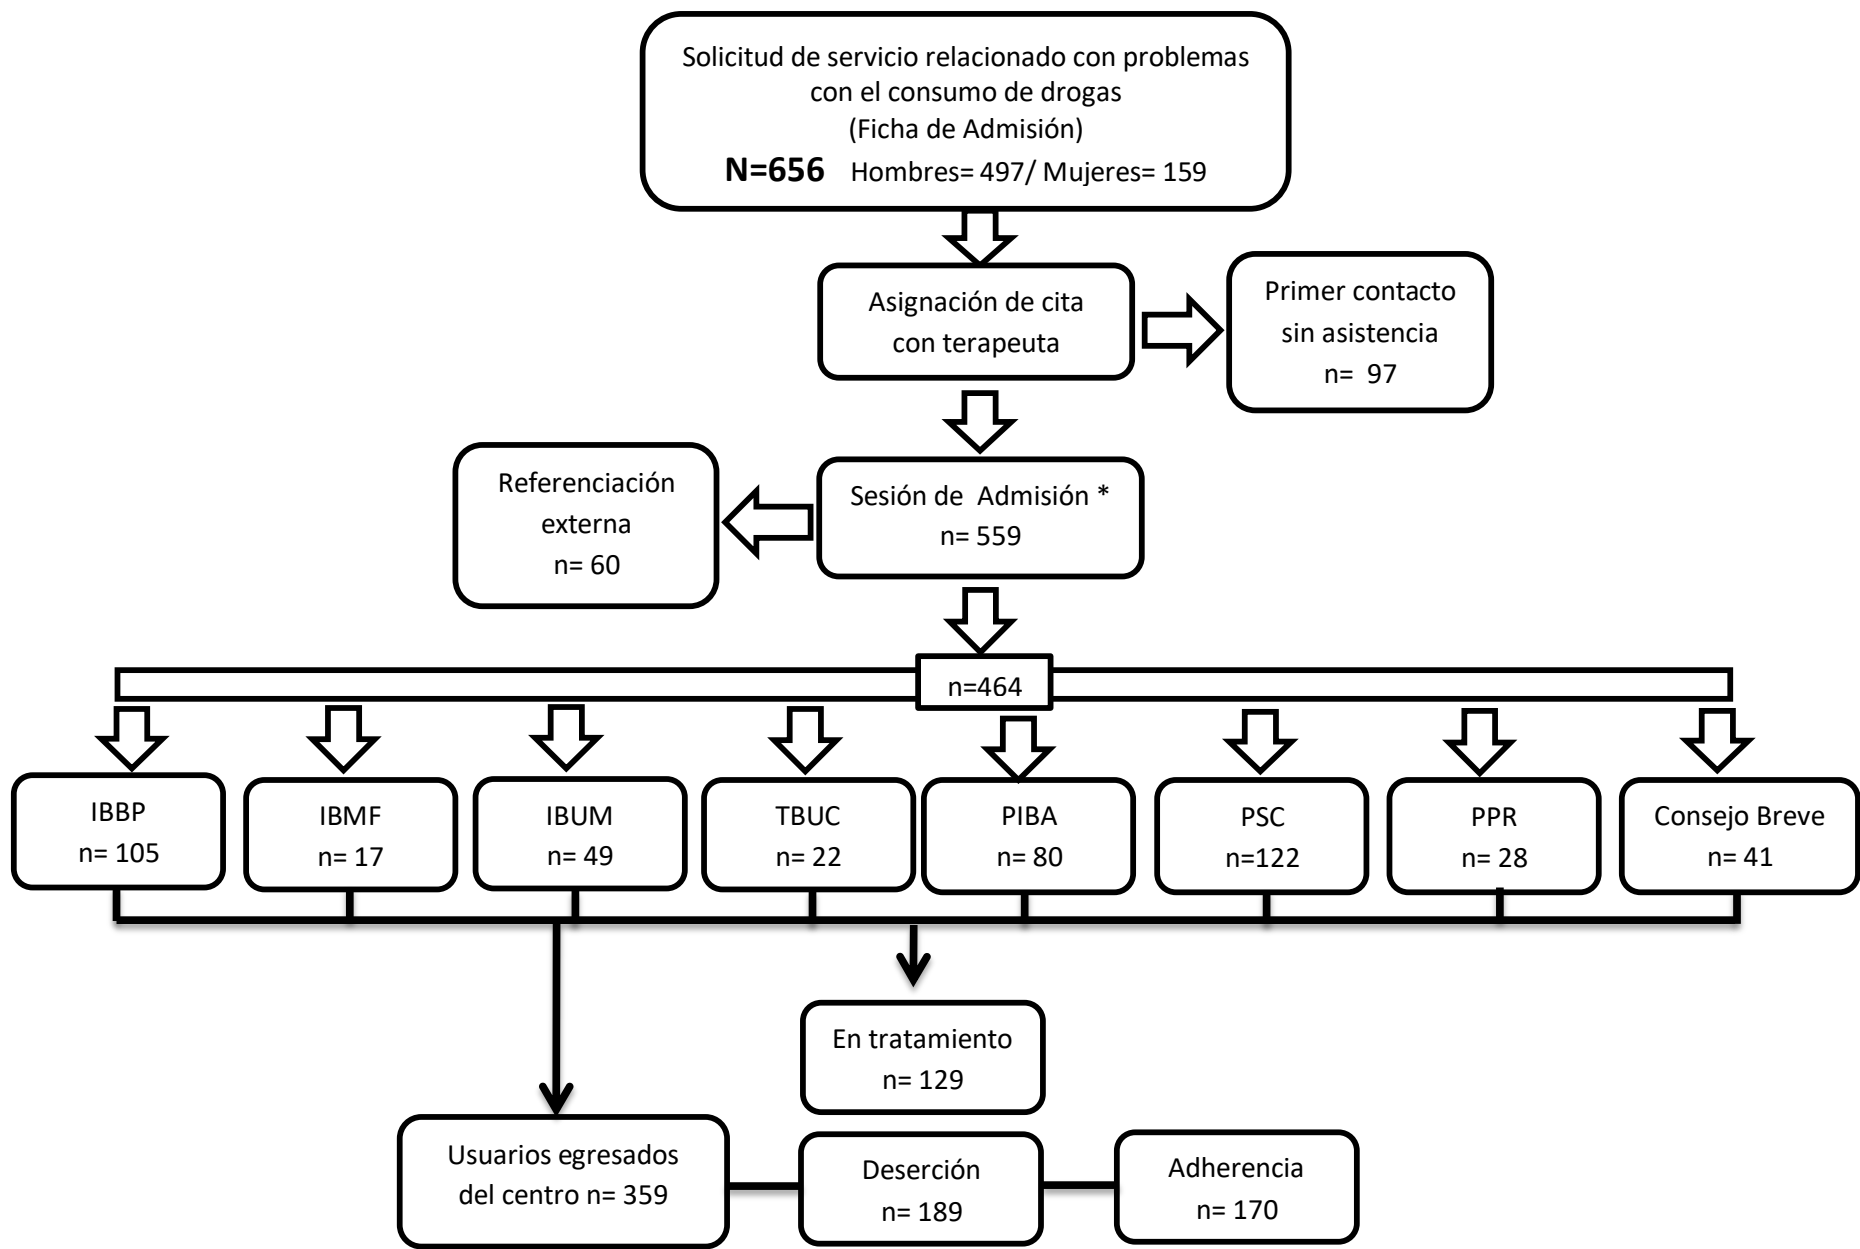 Solicitud de servicio relacionado con problemas
con el consumo de drogas
(Ficha de Admisión)
N=656 Hombres= 497/ Mujeres= 159
Asignación de cita
con terapeuta
Primer contacto
sin asistencia
n= 97
Referenciación
externa
n= 60
Sesión de Admisión *
n= 559
n=464
IBBP
n= 105
IBMF
n= 17
IBUM
n= 49
TBUC
n= 22
PIBA
n= 80
PSC
n=122
PPR
n= 28
Consejo Breve
n= 41
En tratamiento
n= 129
Usuarios egresados
del centro n= 359
Deserción
n= 189
Adherencia
n= 170